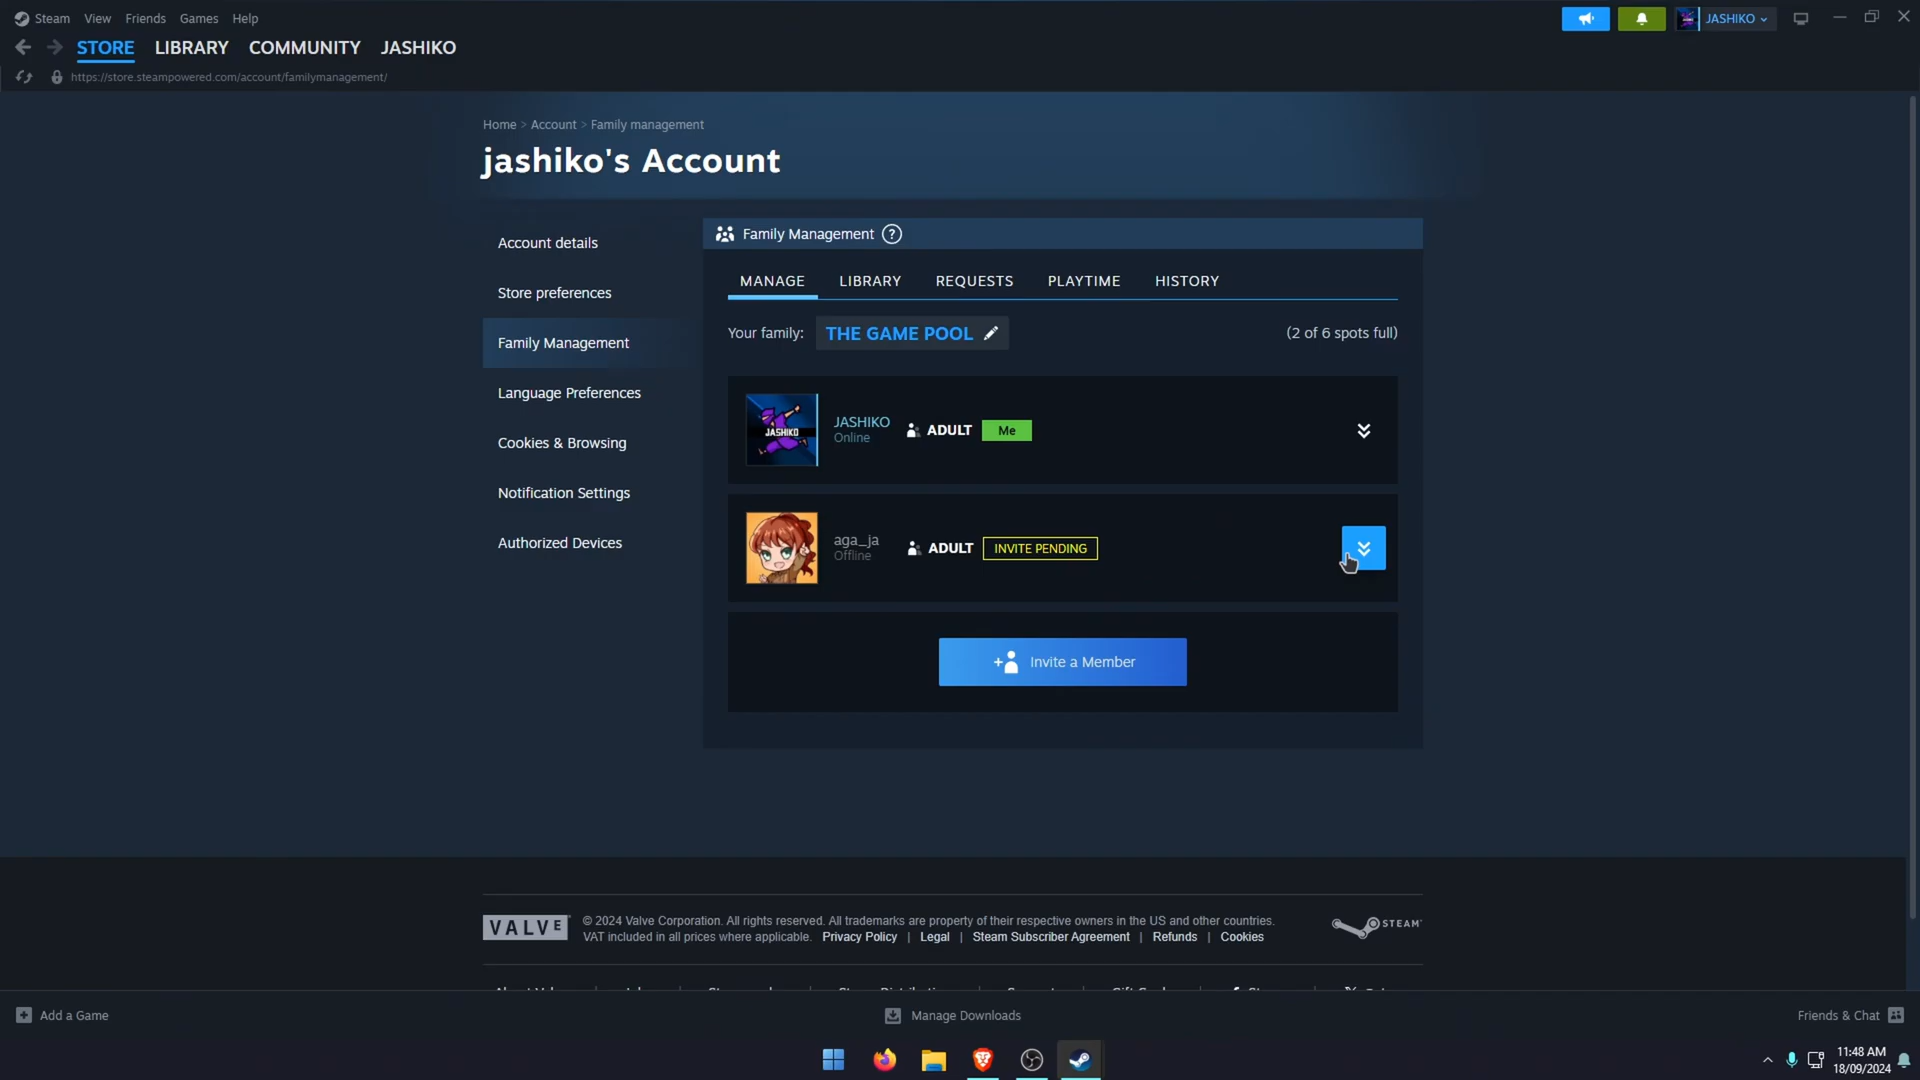 Steam View Friends Games Help
JASHIKO
STORE LIBRARY COMMUNITY JASHIKO
https://store.steampowered.com/account/familymanagement/
Home > Account > Family management
jashiko's Account
Account details
Store preferences
Family Management
Language Preferences
Cookies & Browsing
Notification Settings
Authorized Devices
Family Management ?
MANAGE LIBRARY REQUESTS PLAYTIME HISTORY
Your family: THE GAME POOL (2 of 6 spots full)
JASHIKO
JASHIKO
Online
ADULT Me
aga_ja
Offline
ADULT INVITE PENDING
+ Invite a Member
VALVE
© 2024 Valve Corporation. All rights reserved. All trademarks are property of their respective owners in the US and other countries.
VAT included in all prices where applicable. Privacy Policy | Legal | Steam Subscriber Agreement | Refunds | Cookies
STEAM
Add a Game Manage Downloads Friends & Chat
11:48 AM
18/09/2024